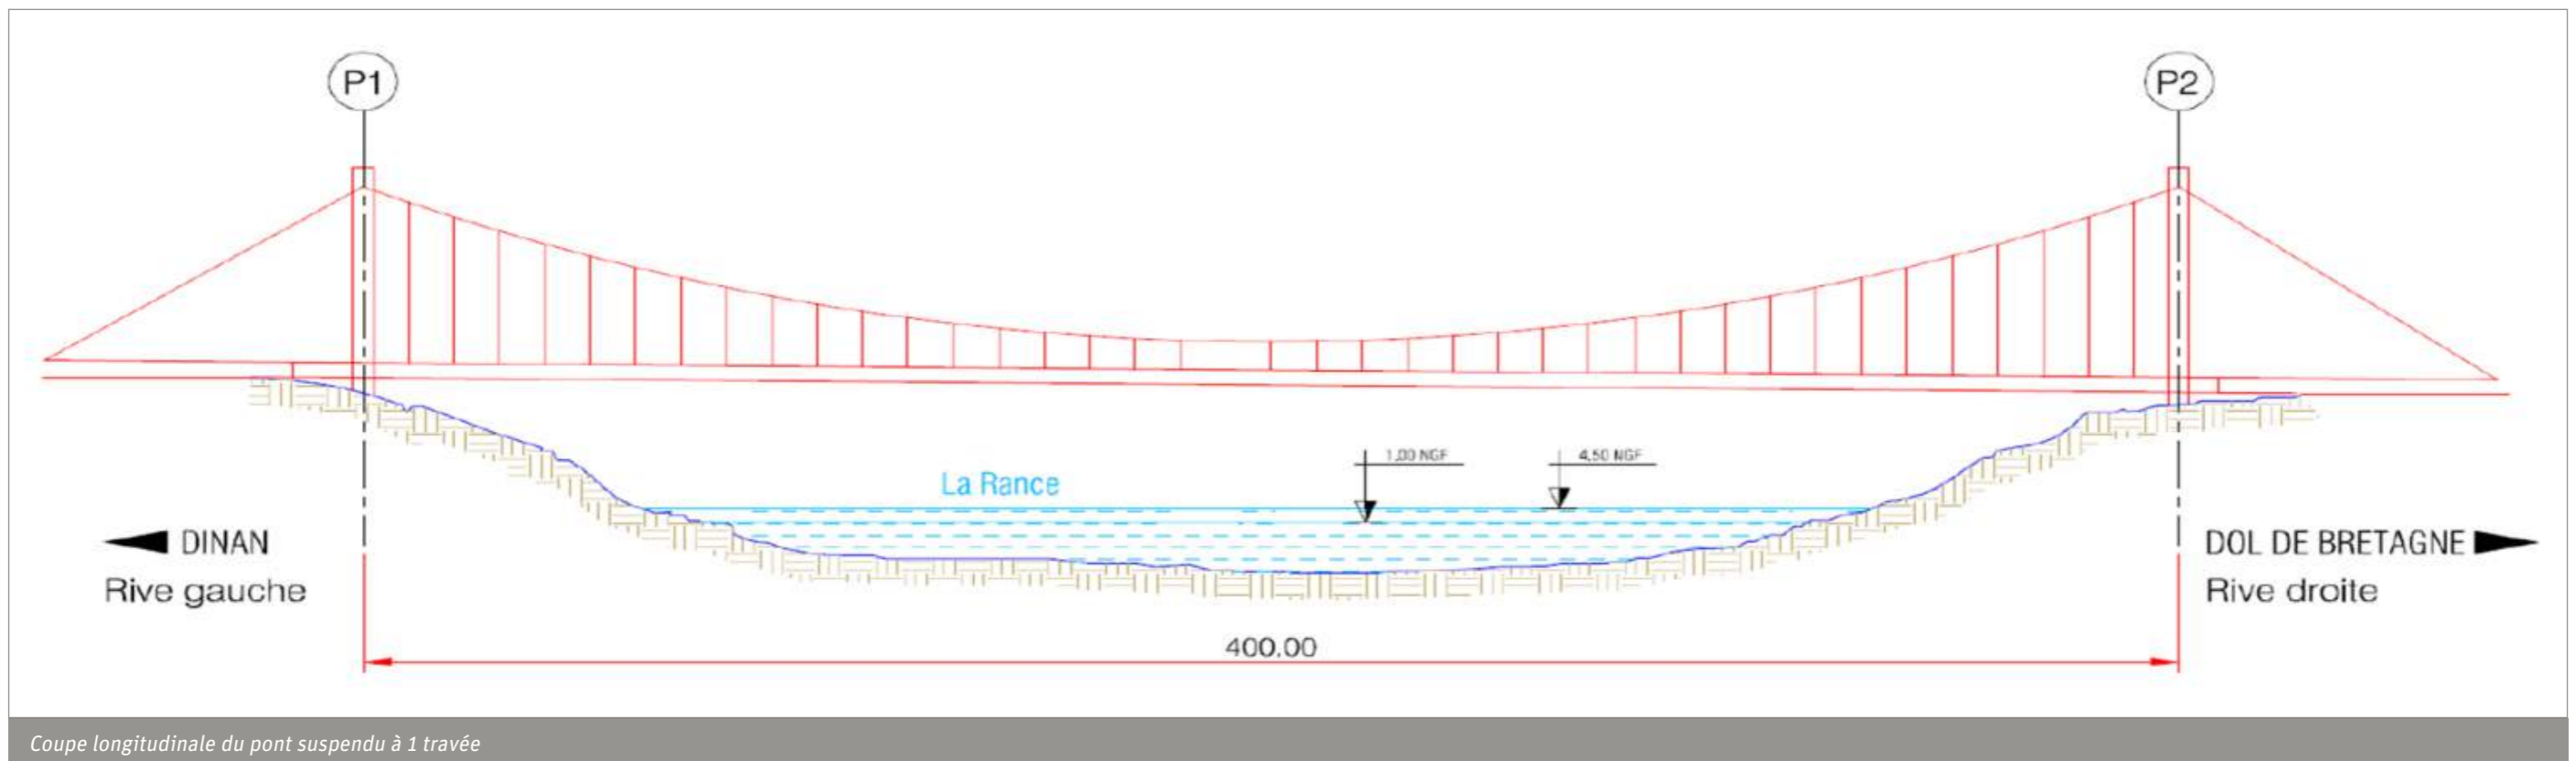 P1
P2
1,00 NGF
4,50 NGF
La Rance
DINAN
Rive gauche
DOL DE BRETAGNE
Rive droite
400.00
Coupe longitudinale du pont suspendu à 1 travée